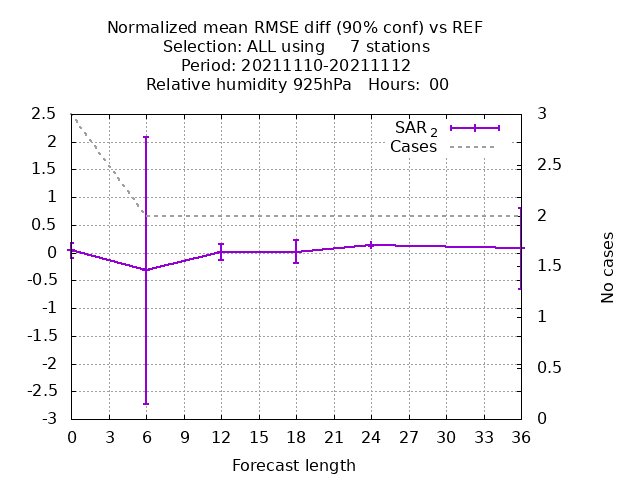 Normalized mean RMSE diff (90% conf) vs REF
Selection: ALL using     7 stations
Period: 20211110-20211112
Relative humidity 925hPa   Hours:  00
2.5
2
1.5
1
0.5
0
-0.5
-1
-1.5
-2
-2.5
-3
SAR 2
Cases
3
2.5
2
1.5
1
0.5
0
No cases
0 3 6 9 12 15 18 21 24 27 30 33 36
Forecast length